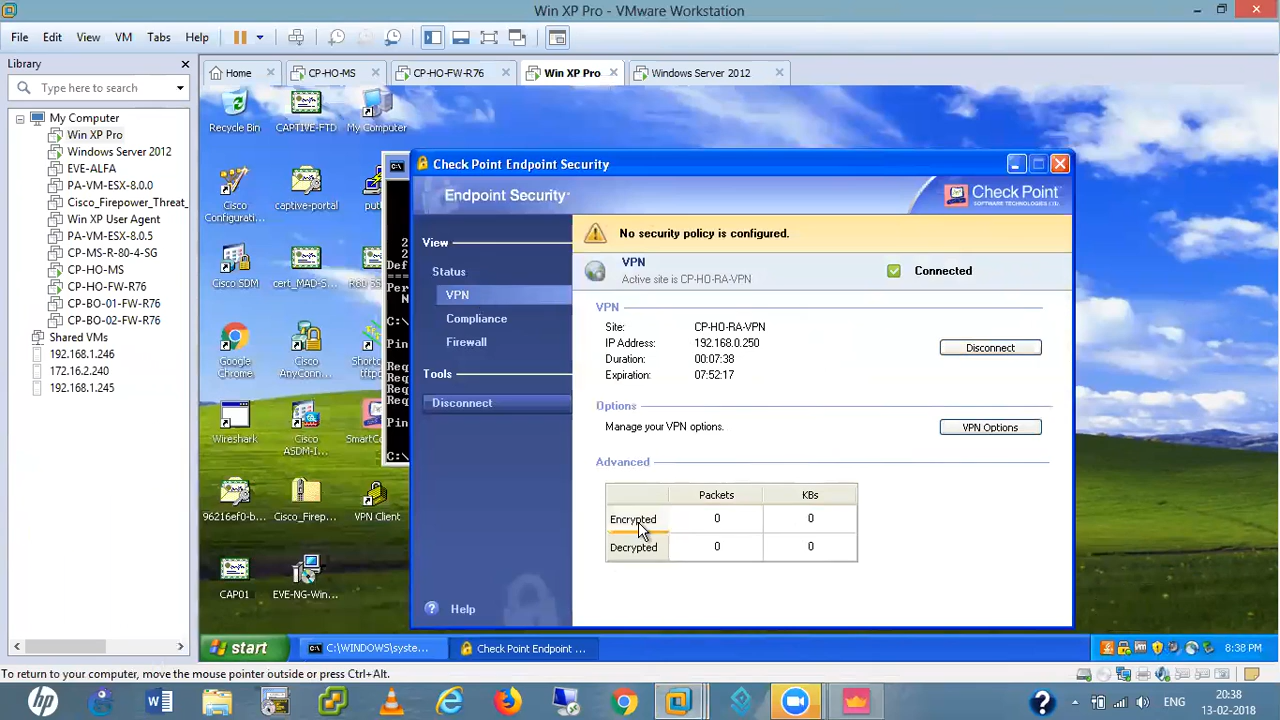 Win XP Pro - VMware Workstation
File Edit View VM Tabs Help
Library
Type here to search
Home CP-HO-MS CP-HO-FW-R76 Win XP Pro Windows Server 2012
My Computer
Win XP Pro
Windows Server 2012
EVE-ALFA
PA-VM-ESX-8.0.0
Cisco_Firepower_Threat_
Win XP User Agent
PA-VM-ESX-8.0.5
CP-MS-R-80-4-SG
CP-HO-MS
CP-HO-FW-R76
CP-BO-01-FW-R76
CP-BO-02-FW-R76
Shared VMs
192.168.1.246
172.16.2.240
192.168.1.245
Recycle Bin
CAPTIVE-FTD
My Computer
Cisco Configurati...
captive-portal
Cisco SDM
cert_MAD-S...
Google Chrome
Cisco AnyConn...
Wireshark
Cisco ASDM-I...
96216ef0-b...
Cisco_Firep...
VPN Client
CAP01
EVE-NG-Win...
Check Point Endpoint Security
Endpoint Security
Check Point
SOFTWARE TECHNOLOGIES LTD.
View
Status
VPN
Compliance
Firewall
Tools
Disconnect
Help
No security policy is configured.
VPN
Active site is CP-HO-RA-VPN
Connected
VPN
Site: CP-HO-RA-VPN
IP Address: 192.168.0.250
Duration: 00:07:38
Expiration: 07:52:17
Disconnect
Options
Manage your VPN options.
VPN Options
Advanced
Packets KBs
Encrypted 0 0
Decrypted 0 0
start C:\WINDOWS\syste... Check Point Endpoint ... 8:38 PM
To return to your computer, move the mouse pointer outside or press Ctrl+Alt.
ENG
20:38
13-02-2018